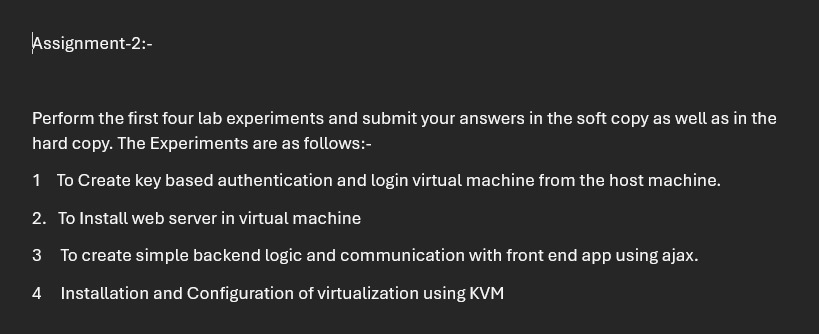 Assignment-2:-
Perform the first four lab experiments and submit your answers in the soft copy as well as in the
hard copy. The Experiments are as follows:-
1 To Create key based authentication and login virtual machine from the host machine.
2. To Install web server in virtual machine
3 To create simple backend logic and communication with front end app using ajax.
4 Installation and Configuration of virtualization using KVM